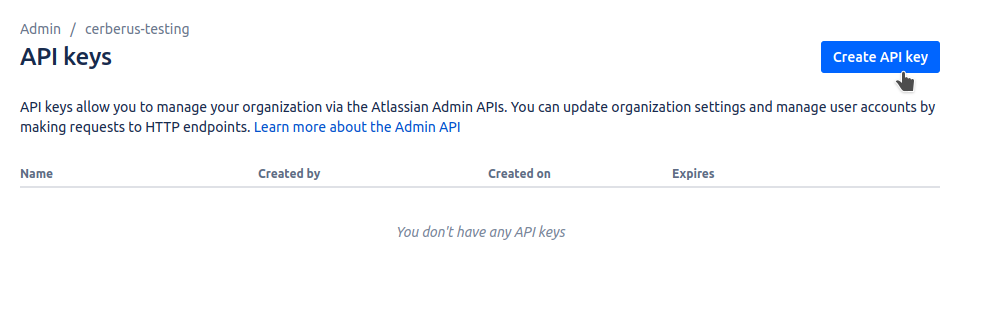 Admin / cerberus-testing
API keys
Create API key
API keys allow you to manage your organization via the Atlassian Admin APIs. You can update organization settings and manage user accounts by
making requests to HTTP endpoints. Learn more about the Admin API
Name Created by Created on Expires
You don't have any API keys